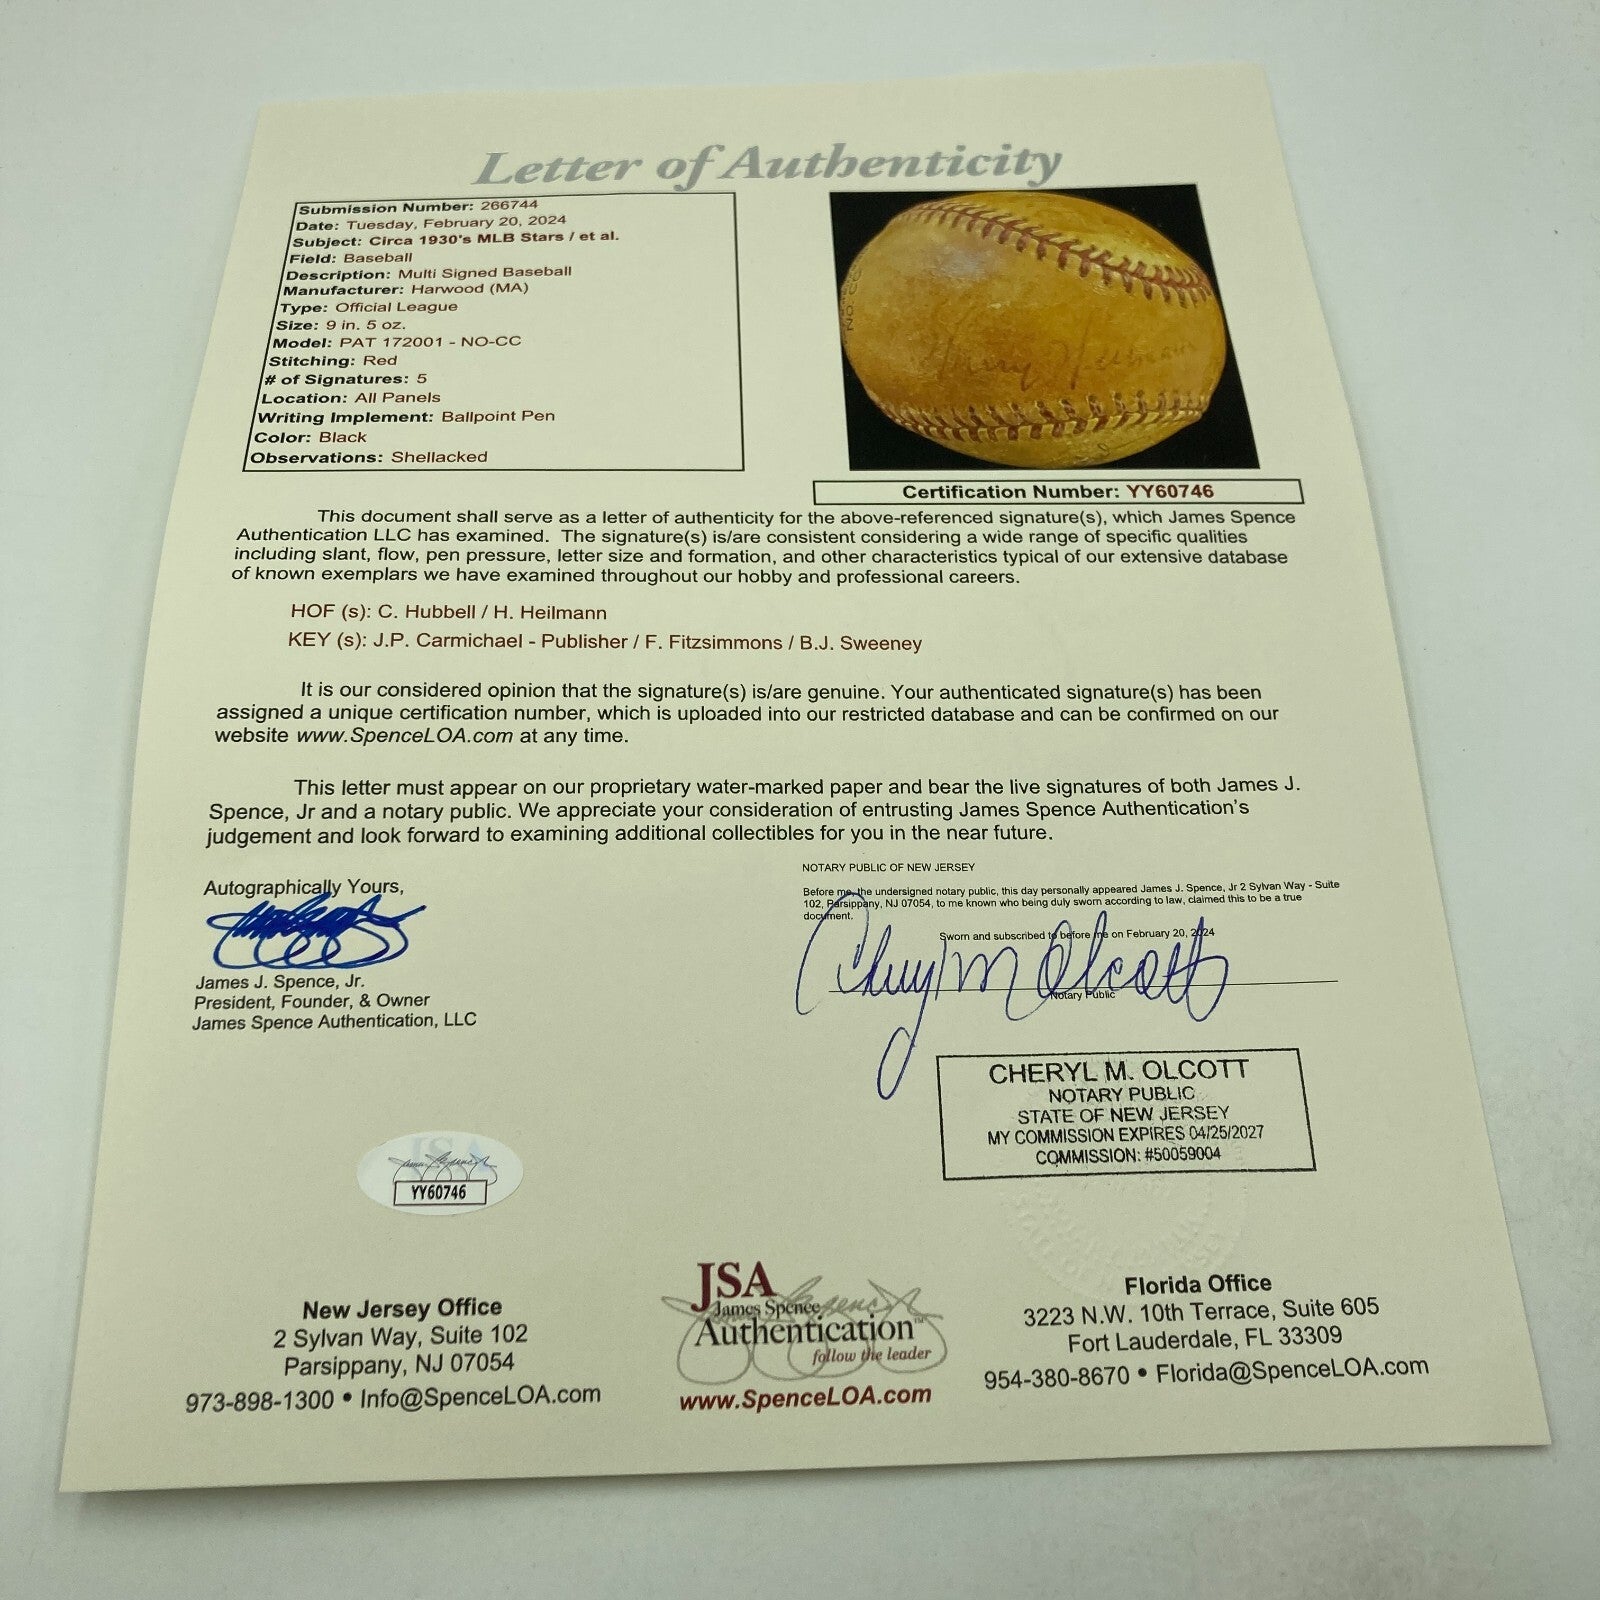 Letter of Authenticity
Submission Number: 266744
Date: Tuesday, February 20, 2024
Subject: Circa 1930's MLB Stars / et al.
Field: Baseball
Description: Multi Signed Baseball
Manufacturer: Harwood (MA)
Type: Official League
Size: 9 in. 5 oz.
Model: PAT 172001 - NO-CC
Stitching: Red
# of Signatures: 5
Location: All Panels
Writing Implement: Ballpoint Pen
Color: Black
Observations: Shellacked
NO-CC
Harry Heilmann
Certification Number: YY60746
This document shall serve as a letter of authenticity for the above-referenced signature(s), which James Spence
Authentication LLC has examined. The signature(s) is/are consistent considering a wide range of specific qualities
including slant, flow, pen pressure, letter size and formation, and other characteristics typical of our extensive database
of known exemplars we have examined throughout our hobby and professional careers.
HOF (s): C. Hubbell / H. Heilmann
KEY (s): J.P. Carmichael - Publisher / F. Fitzsimmons / B.J. Sweeney
It is our considered opinion that the signature(s) is/are genuine. Your authenticated signature(s) has been
assigned a unique certification number, which is uploaded into our restricted database and can be confirmed on our
website www.SpenceLOA.com at any time.
This letter must appear on our proprietary water-marked paper and bear the live signatures of both James J.
Spence, Jr and a notary public. We appreciate your consideration of entrusting James Spence Authentication's
judgement and look forward to examining additional collectibles for you in the near future.
Autographically Yours,
James J. Spence, Jr.
President, Founder, & Owner
James Spence Authentication, LLC
NOTARY PUBLIC OF NEW JERSEY
Before me, the undersigned notary public, this day personally appeared James J. Spence, Jr 2 Sylvan Way - Suite
102, Parsippany, NJ 07054, to me known who being duly sworn according to law, claimed this to be a true
document.
Sworn and subscribed to before me on February 20, 2024
Cheryl M Olcott
Notary Public
CHERYL M. OLCOTT
NOTARY PUBLIC
STATE OF NEW JERSEY
MY COMMISSION EXPIRES 04/25/2027
COMMISSION: #50059004
JSA
YY60746
New Jersey Office
2 Sylvan Way, Suite 102
Parsippany, NJ 07054
973-898-1300 • Info@SpenceLOA.com
JSA
James Spence
Authentication™
follow the leader
www.SpenceLOA.com
Florida Office
3223 N.W. 10th Terrace, Suite 605
Fort Lauderdale, FL 33309
954-380-8670 • Florida@SpenceLOA.com